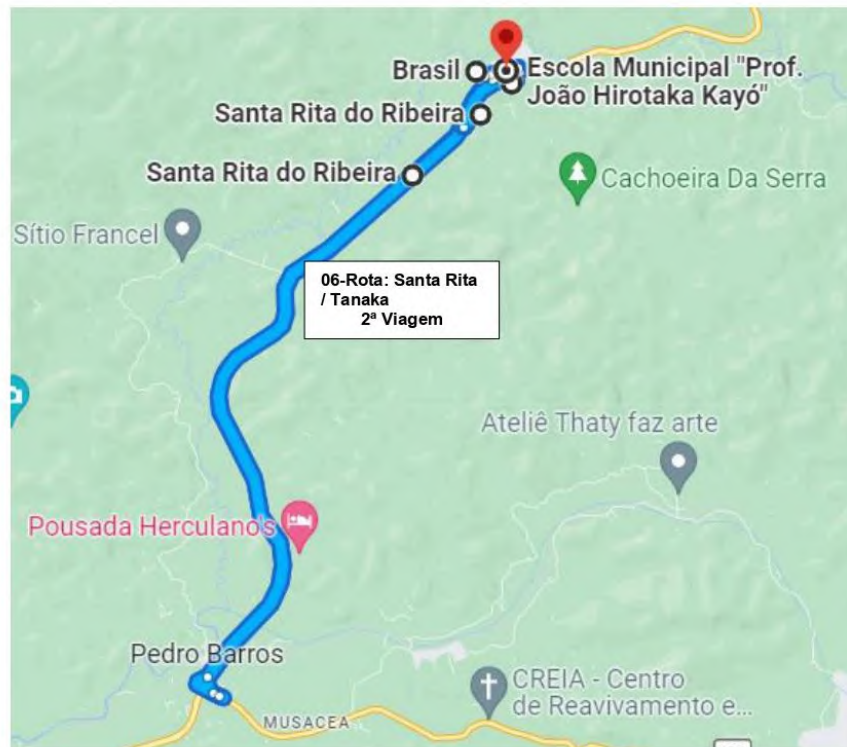 Brasil
Escola Municipal "Prof.
João Hirotaka Kayó"
Santa Rita do Ribeira
Santa Rita do Ribeira
Cachoeira Da Serra
Sítio Francel
06-Rota: Santa Rita
/ Tanaka
2ª Viagem
Ateliê Thaty faz arte
Pousada Herculano's
Pedro Barros
CREIA - Centro
de Reavivamento e...
MUSACEA